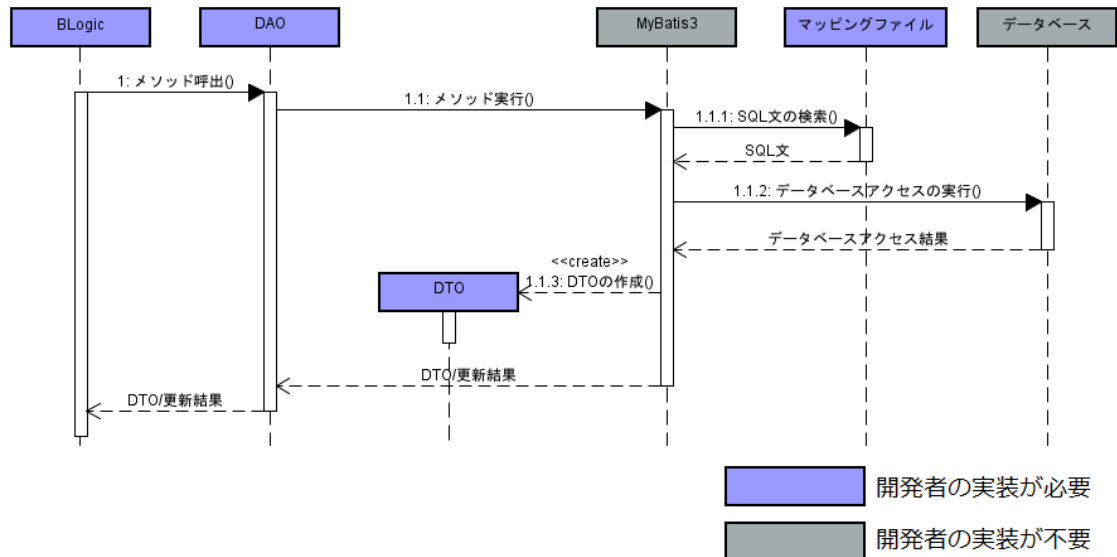 BLogic
DAO
MyBatis3
マッピングファイル
データベース
1: メソッド呼出()
1.1: メソッド実行()
1.1.1: SQL文の検索()
SQL文
1.1.2: データベースアクセスの実行()
データベースアクセス結果
<<create>>
1.1.3: DTOの作成()
DTO
DTO/更新結果
DTO/更新結果
開発者の実装が必要
開発者の実装が不要